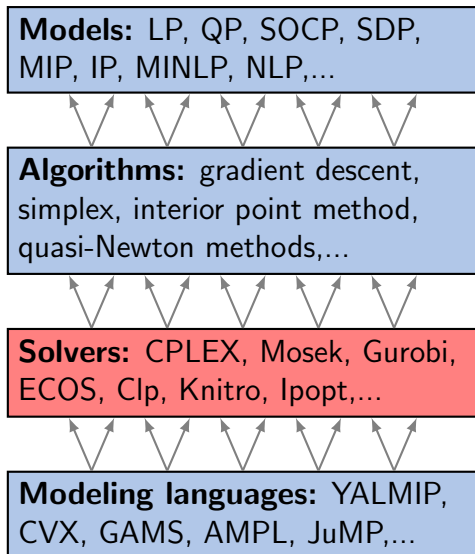 Models: LP, QP, SOCP, SDP,
MIP, IP, MINLP, NLP,...
Algorithms: gradient descent,
simplex, interior point method,
quasi-Newton methods,...
Solvers: CPLEX, Mosek, Gurobi,
ECOS, Clp, Knitro, Ipopt,...
Modeling languages: YALMIP,
CVX, GAMS, AMPL, JuMP,...